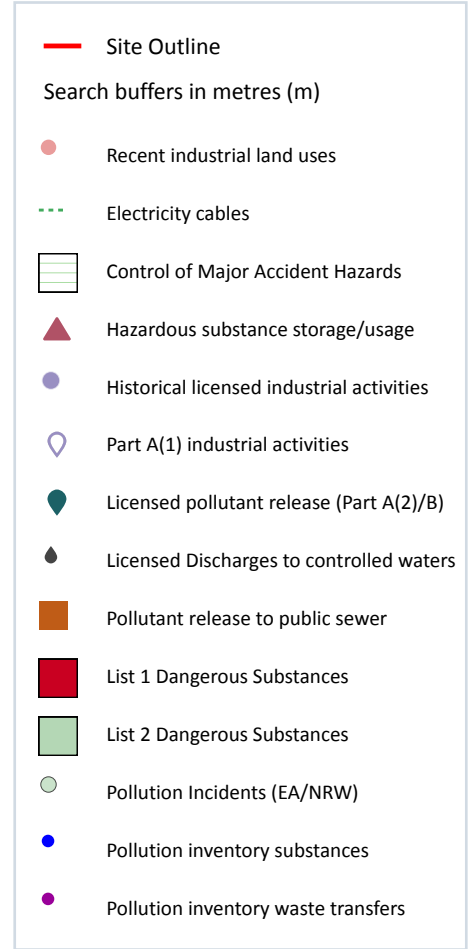 Site Outline
Search buffers in metres (m)
Recent industrial land uses
Electricity cables
Control of Major Accident Hazards
Hazardous substance storage/usage
Historical licensed industrial activities
Part A(1) industrial activities
Licensed pollutant release (Part A(2)/B)
Licensed Discharges to controlled waters
Pollutant release to public sewer
List 1 Dangerous Substances
List 2 Dangerous Substances
Pollution Incidents (EA/NRW)
Pollution inventory substances
Pollution inventory waste transfers